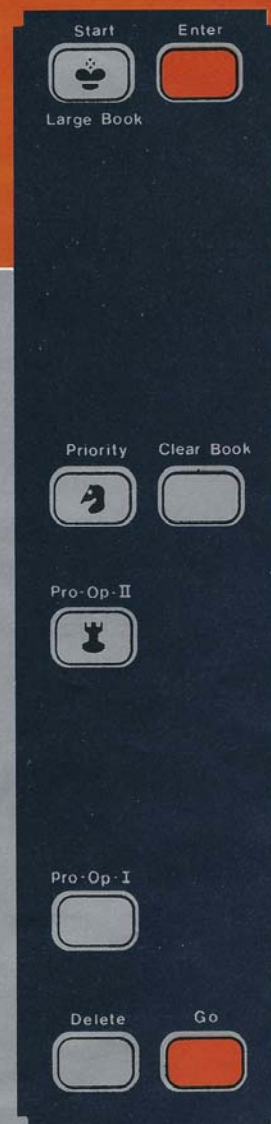 Start Enter
Large Book
Priority Clear Book
Pro-Op-II
Pro-Op-I
Delete Go